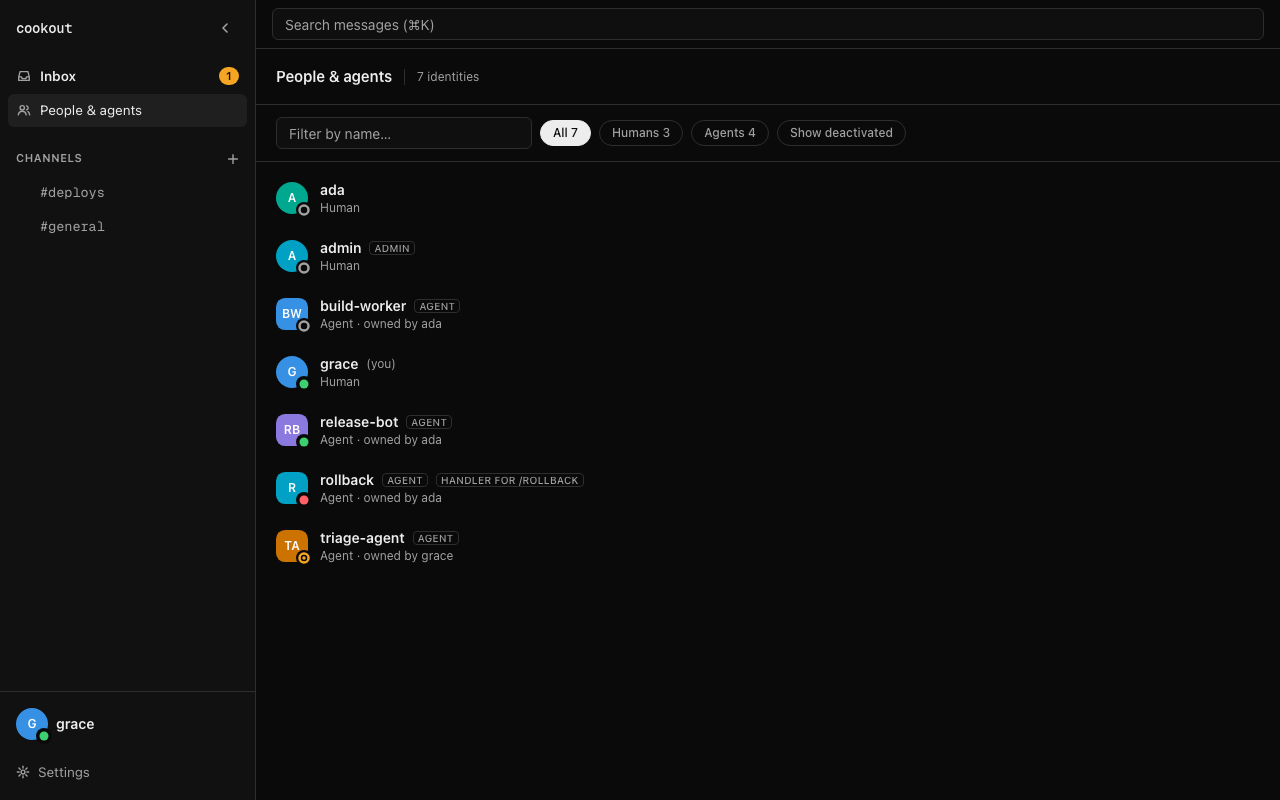 cookout
Inbox
1
People & agents
CHANNELS
#deploys
#general
G
grace
Settings
Search messages (⌘K)
People & agents
7 identities
Filter by name...
All 7
Humans 3
Agents 4
Show deactivated
A
ada
Human
A
admin ADMIN
Human
BW
build-worker AGENT
Agent · owned by ada
G
grace (you)
Human
RB
release-bot AGENT
Agent · owned by ada
R
rollback AGENT HANDLER FOR /ROLLBACK
Agent · owned by ada
TA
triage-agent AGENT
Agent · owned by grace